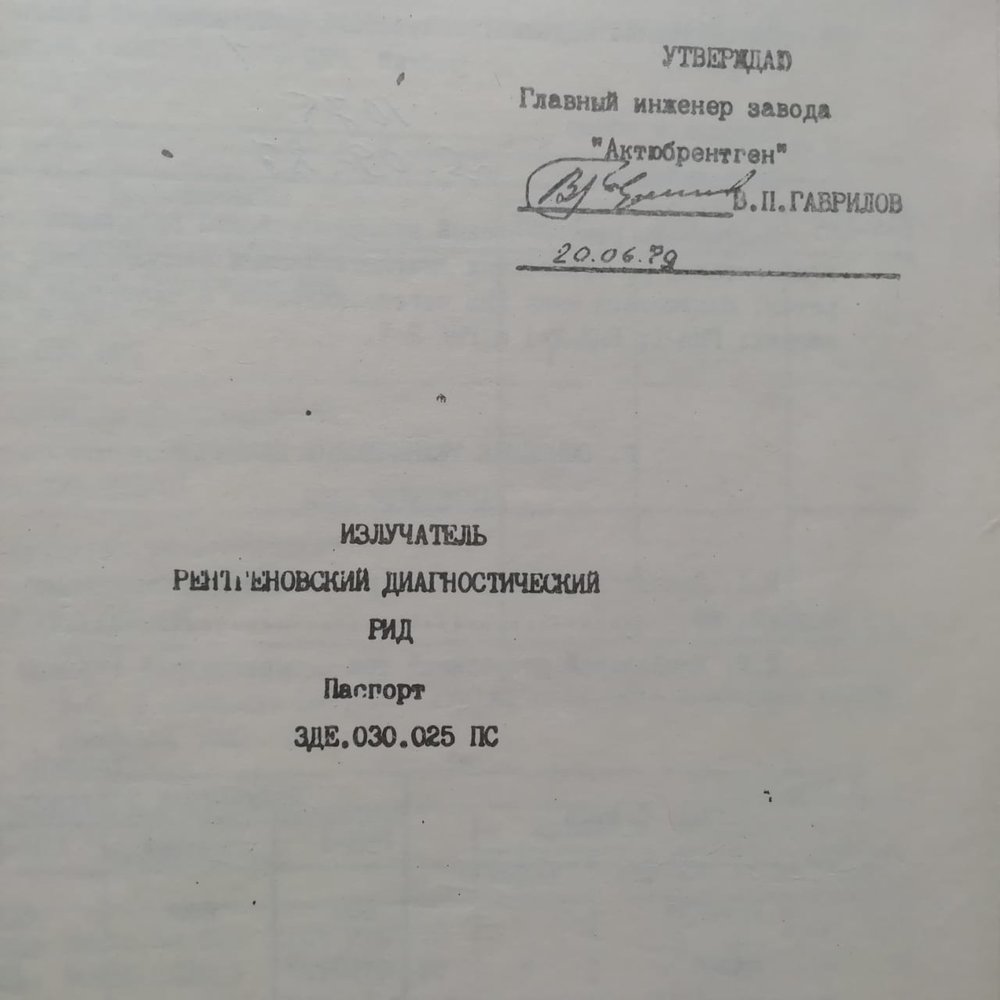 УТВЕРЖДАЮ
Главный инженер завода
"Актюбрентген"
В.П.ГАВРИЛОВ
20.06.79
ИЗЛУЧАТЕЛЬ
РЕНТГЕНОВСКИЙ ДИАГНОСТИЧЕСКИЙ
РИД
Паспорт
ЗДЕ.030.025 ПС